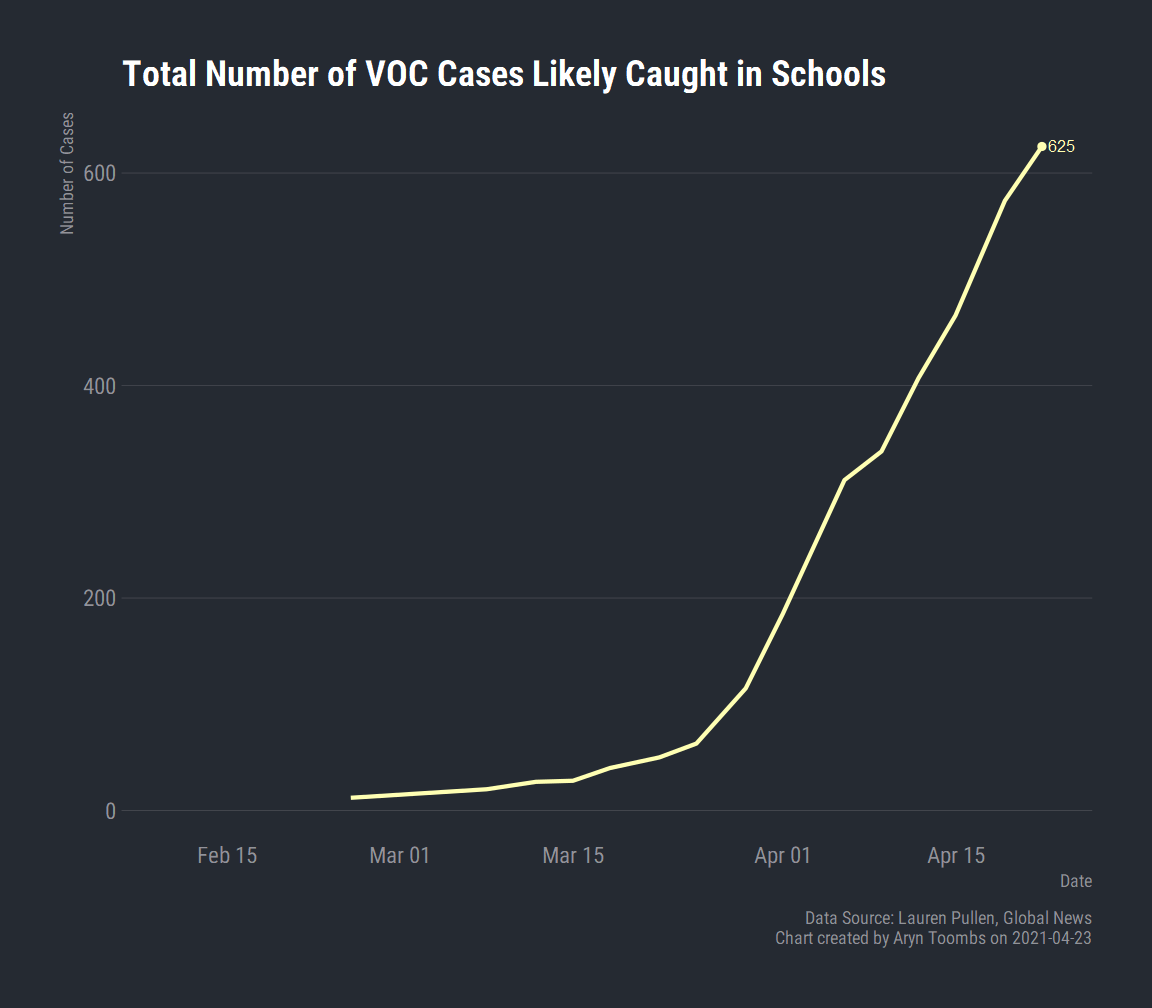 Total Number of VOC Cases Likely Caught in Schools
Number of Cases
625
600
400
200
0
Feb 15
Mar 01
Mar 15
Apr 01
Apr 15
Date
Data Source: Lauren Pullen, Global News
Chart created by Aryn Toombs on 2021-04-23